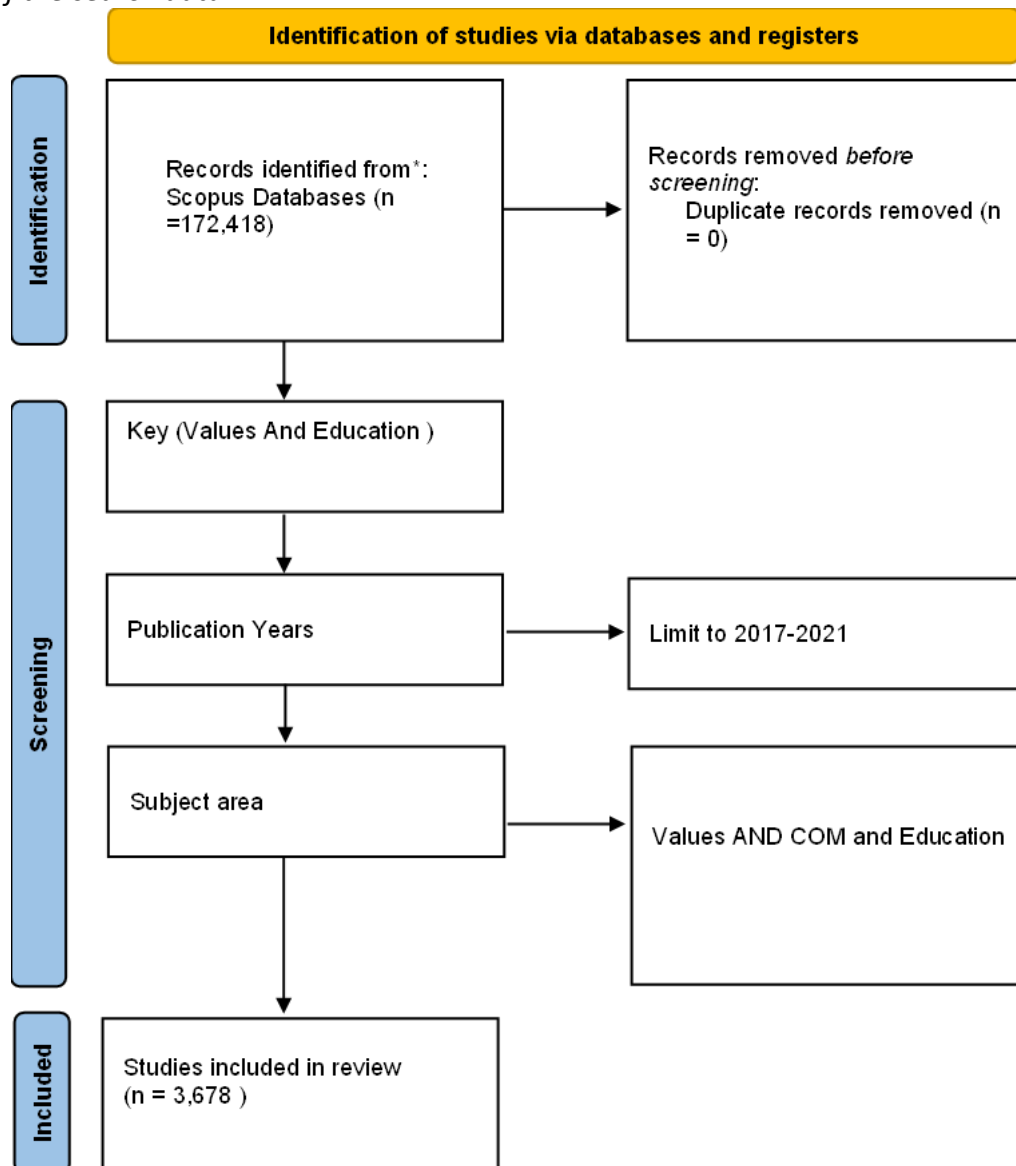 Identification of studies via databases and registers
Identification
Records identified from*:
Scopus Databases (n
=172,418)
Records removed before
screening:
Duplicate records removed (n
= 0)
Screening
Key (Values And Education )
Publication Years
Limit to 2017-2021
Subject area
Values AND COM and Education
Included
Studies included in review
(n = 3,678 )